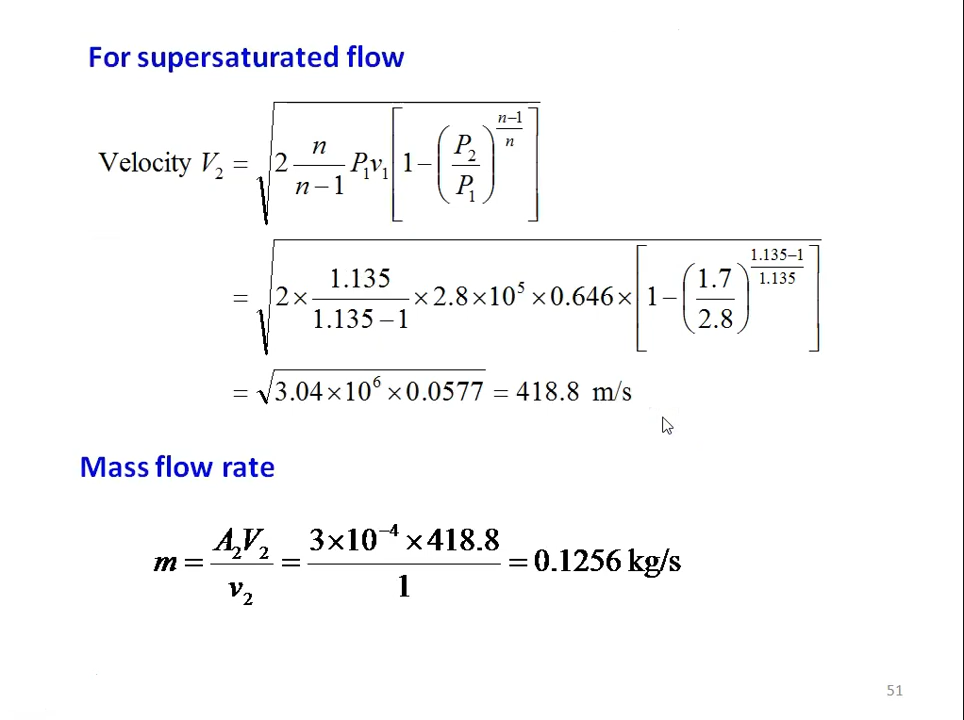 For supersaturated flow
Velocity V₂ = √(2 n/(n−1) P₁v₁ [1 − (P₂/P₁)^((n−1)/n)])
= √(2 × 1.135/(1.135−1) × 2.8×10⁵ × 0.646 × [1 − (1.7/2.8)^((1.135−1)/1.135)])
= √(3.04×10⁶ × 0.0577) = 418.8 m/s
Mass flow rate
m = A₂V₂/v₂ = (3×10⁻⁴ × 418.8)/1 = 0.1256 kg/s
51